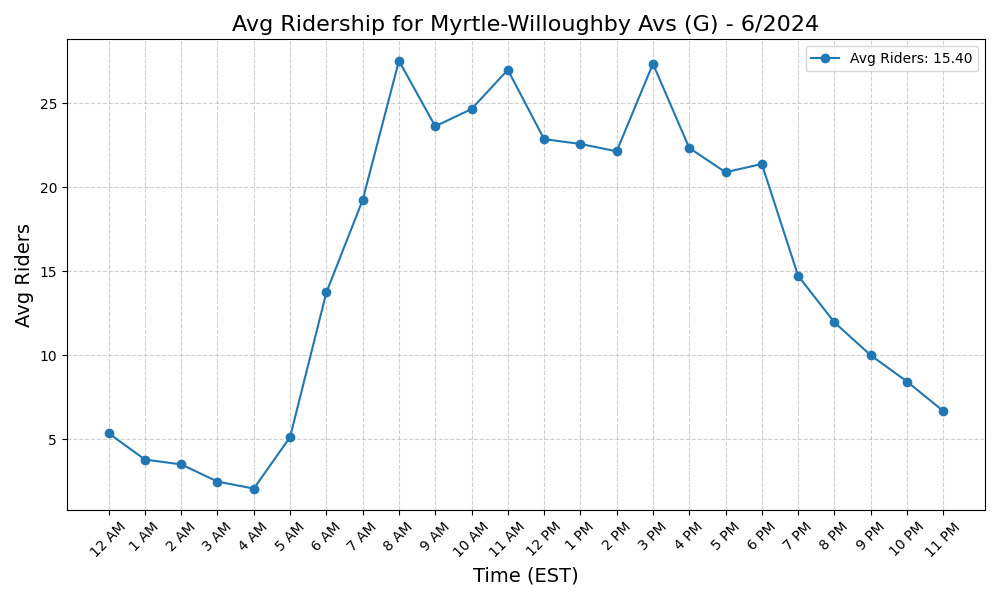 Avg Ridership for Myrtle-Willoughby Avs (G) - 6/2024
Avg Riders: 15.40
Avg Riders
25
20
15
10
5
12 AM
1 AM
2 AM
3 AM
4 AM
5 AM
6 AM
7 AM
8 AM
9 AM
10 AM
11 AM
12 PM
1 PM
2 PM
3 PM
4 PM
5 PM
6 PM
7 PM
8 PM
9 PM
10 PM
11 PM
Time (EST)